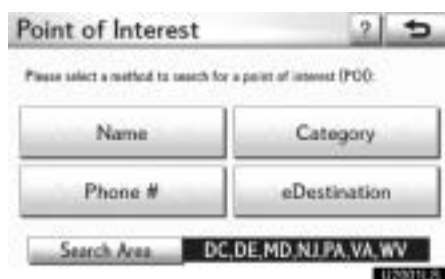 Point of Interest ?
Please select a method to search for a point of interest (POI):
Name Category
Phone # eDestination
Search Area DC,DE,MD,NJ,PA,VA,WV